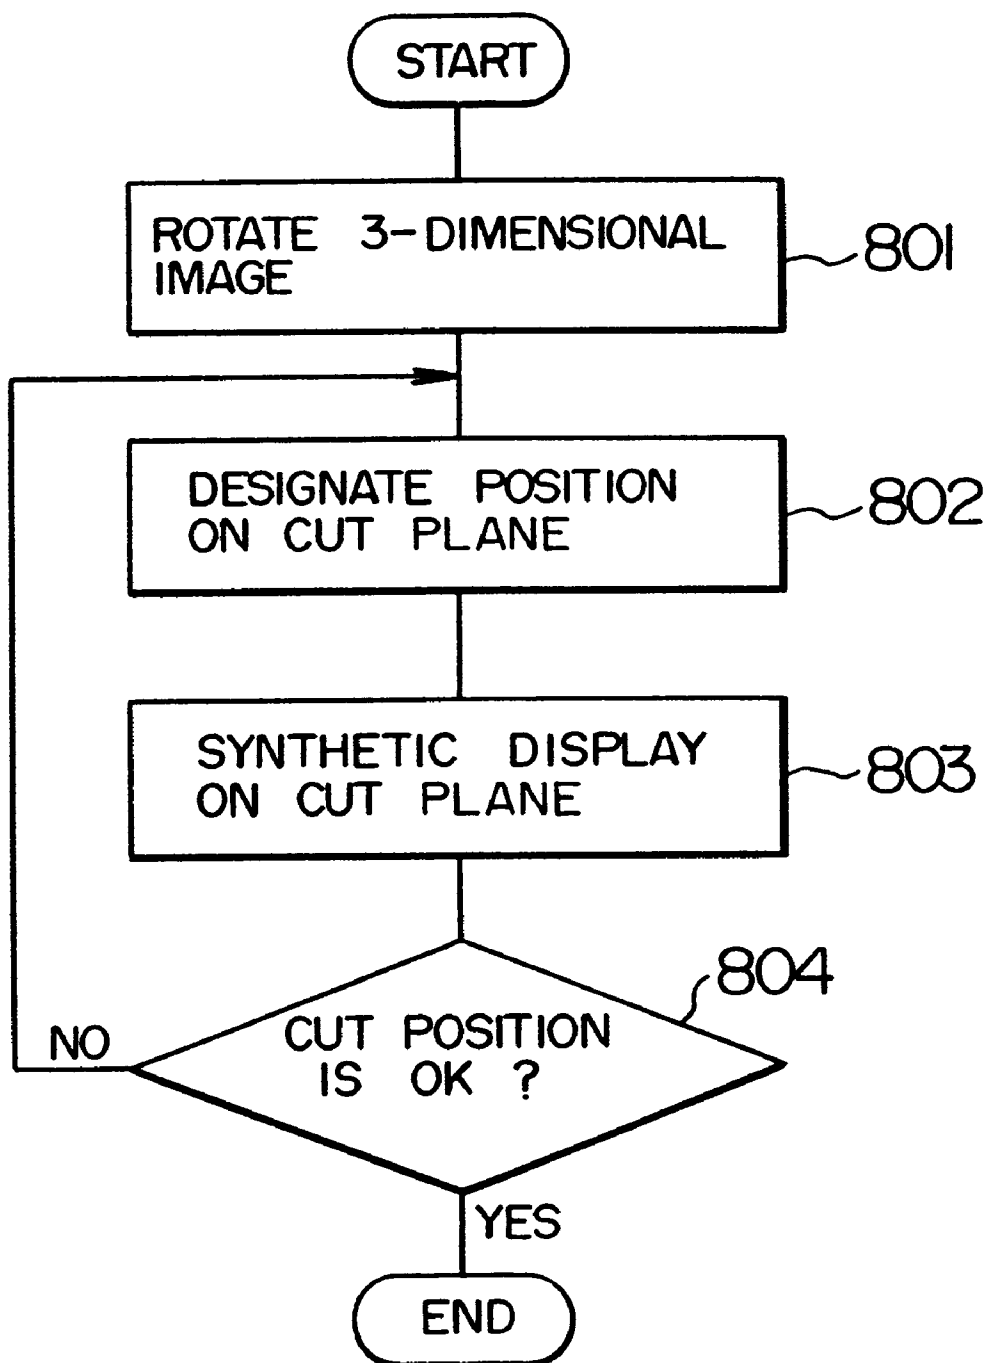 START
ROTATE 3-DIMENSIONAL
IMAGE
801
DESIGNATE POSITION
ON CUT PLANE
802
SYNTHETIC DISPLAY
ON CUT PLANE
803
804
CUT POSITION
IS OK ?
NO
YES
END